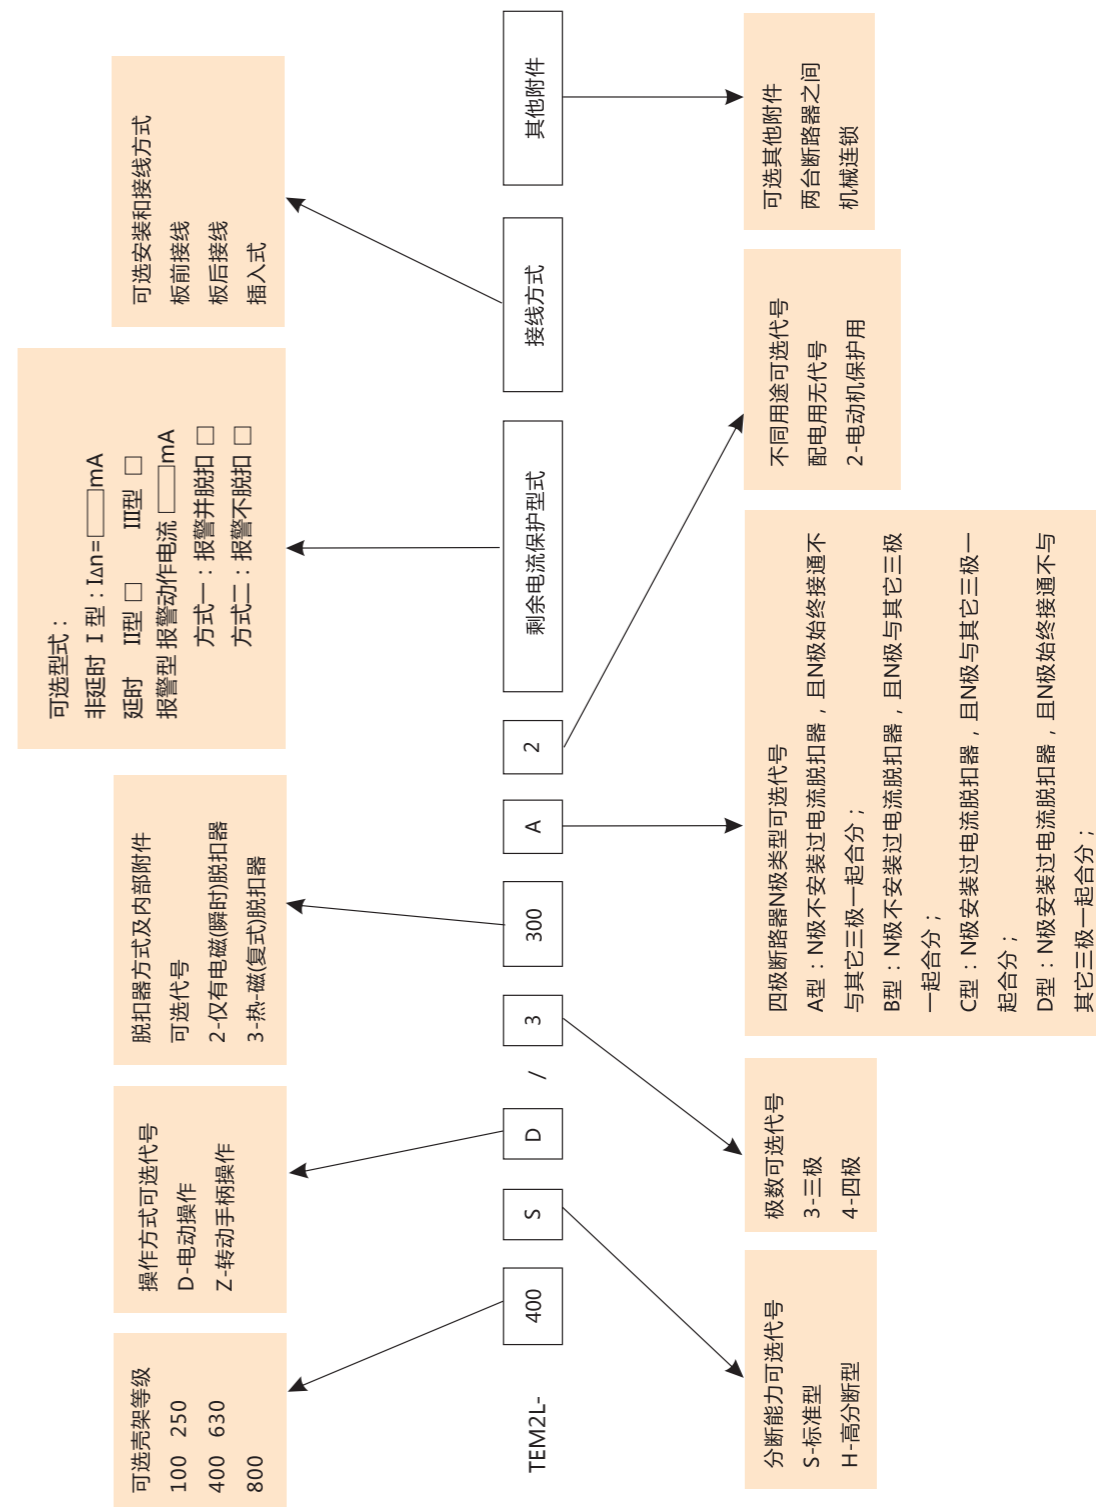 可选壳架等级
100 250
400 630
800
操作方式可选代号
D-电动操作
Z-转动手柄操作
脱扣器方式及内部附件
可选代号
2-仅有电磁(瞬时)脱扣器
3-热-磁(复式)脱扣器
可选型式：
非延时 I 型：I∆n=□mA
延时 II型 □ III型 □
报警型 报警动作电流 □mA
方式一：报警并脱扣 □
方式二：报警不脱扣 □
可选安装和接线方式
板前接线
板后接线
插入式
TEM2L- 400 S D / 3 300 A 2 剩余电流保护型式 接线方式 其他附件
分断能力可选代号
S-标准型
H-高分断型
极数可选代号
3-三极
4-四极
四极断路器N极类型可选代号
A型：N极不安装过电流脱扣器，且N极始终接通不
与其它三极一起合分；
B型：N极不安装过电流脱扣器，且N极与其它三极
一起合分；
C型：N极安装过电流脱扣器，且N极与其它三极一
起合分；
D型：N极安装过电流脱扣器，且N极始终接通不与
其它三极一起合分；
不同用途可选代号
配电用无代号
2-电动机保护用
可选其他附件
两台断路器之间
机械连锁